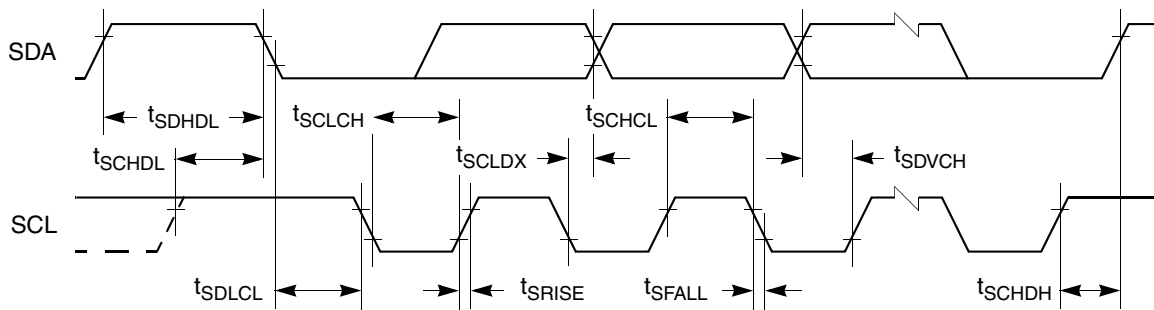 SDA
tSDHDL
tSCLCH
tSCHCL
tSCHDL
tSCLDX
tSDVCH
SCL
tSDLCL
tSRISE
tSFALL
tSCHDH